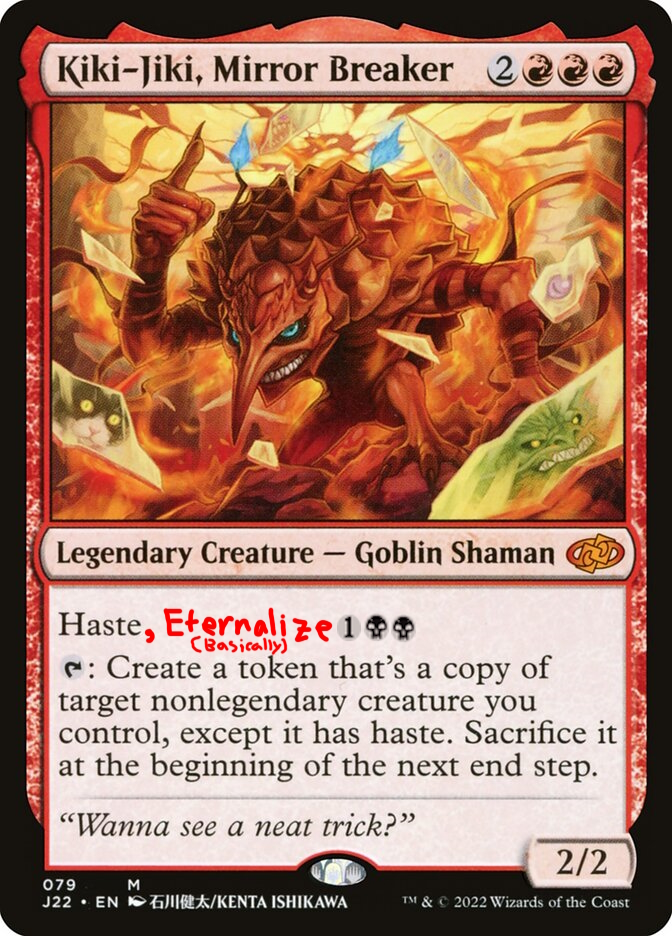 Kiki-Jiki, Mirror Breaker 2
Legendary Creature — Goblin Shaman
Haste, Eternalize 1
(Basically)
: Create a token that's a copy of
target nonlegendary creature you
control, except it has haste. Sacrifice it
at the beginning of the next end step.
“Wanna see a neat trick?”
2/2
079 M
J22 • EN 石川健太/KENTA ISHIKAWA
™ & © 2022 Wizards of the Coast